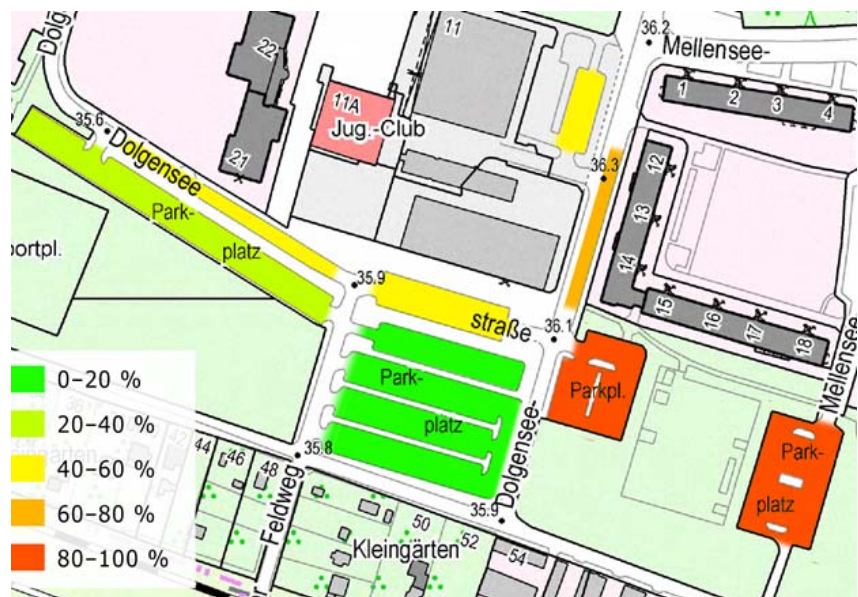 36.2
Mellensee-
11
22
11A
Jug.-Club
1
2
3
4
35.6
Dolgensee
21
36.3
12
13
14
Park-
platz
portpl.
35.9
straße
36.1
15
16
17
18
Mellensee-
Park-
platz
Parkpl.
Park-
platz
Dolgensee-
0–20 %
20–40 %
40–60 %
60–80 %
80–100 %
42
44
46
48
35.8
Feldweg
35.9
50
52
54
Kleingärten